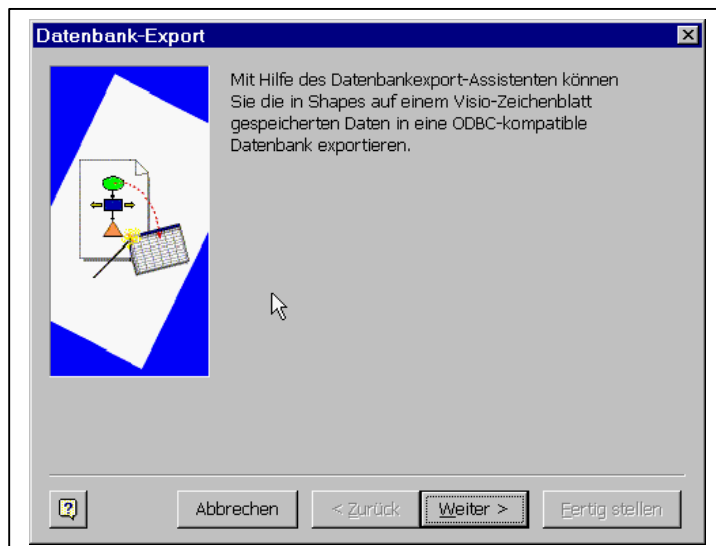 Datenbank-Export
Mit Hilfe des Datenbankexport-Assistenten können
Sie die in Shapes auf einem Visio-Zeichenblatt
gespeicherten Daten in eine ODBC-kompatible
Datenbank exportieren.
?
Abbrechen
< Zurück
Weiter >
Fertig stellen